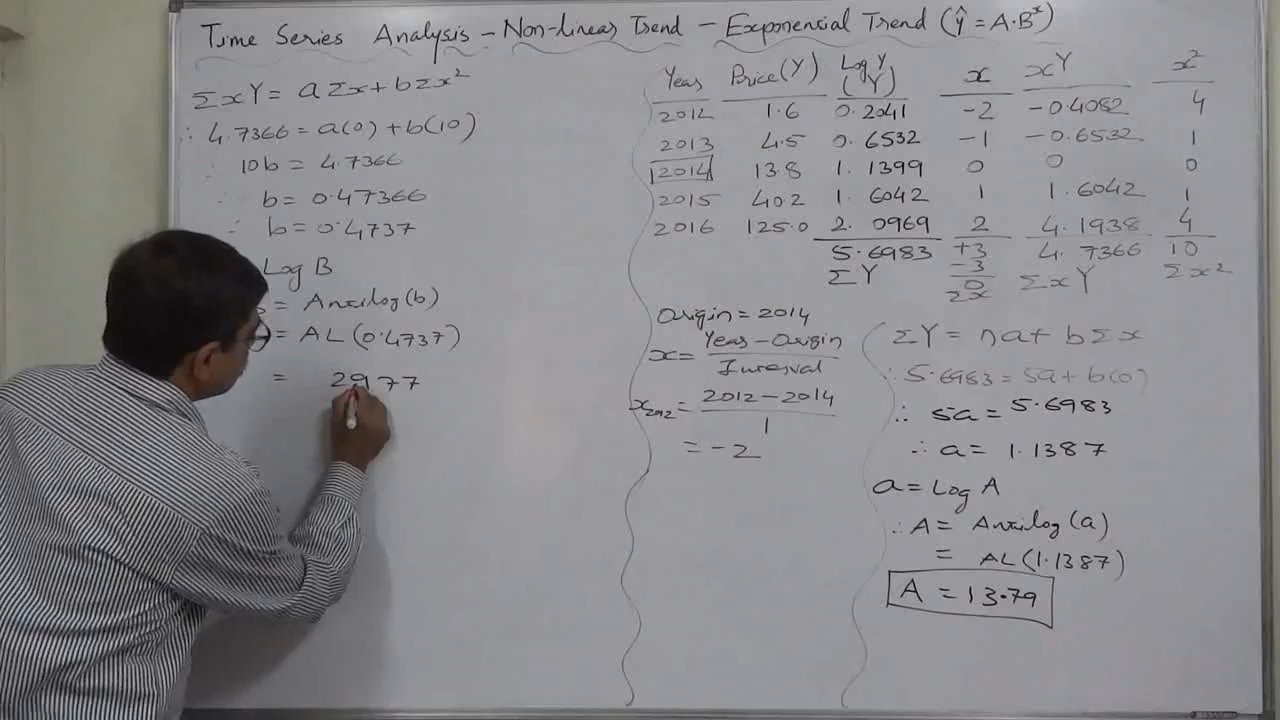 Time Series Analysis – Non-linear Trend – Exponential Trend (ŷ = A·Bˣ)
ΣxY = aΣx + bΣx²
∴ 4.7366 = a(0) + b(10)
∴ 10b = 4.7366
∴ b = 0.47366
∴ b = 0.4737
Log B
= Antilog(b)
= AL(0.4737)
= 2977
Year Price(Y) Log Y (Y) x xY x²
2012 1.6 0.2041 -2 -0.4082 4
2013 4.5 0.6532 -1 -0.6532 1
2014 13.8 1.1399 0 0 0
2015 40.2 1.6042 1 1.6042 1
2016 125.0 2.0969 2 4.1938 4
5.6983 +3 4.7366 10
ΣY -3 ΣxY Σx²
0
Σx
Origin = 2014
x = Year – Origin / Interval
x2012 = 2012 – 2014 / 1
= -2
ΣY = na + bΣx
∴ 5.6983 = 5a + b(0)
∴ 5a = 5.6983
∴ a = 1.1387
a = Log A
∴ A = Antilog(a)
= AL(1.1387)
A = 13.79